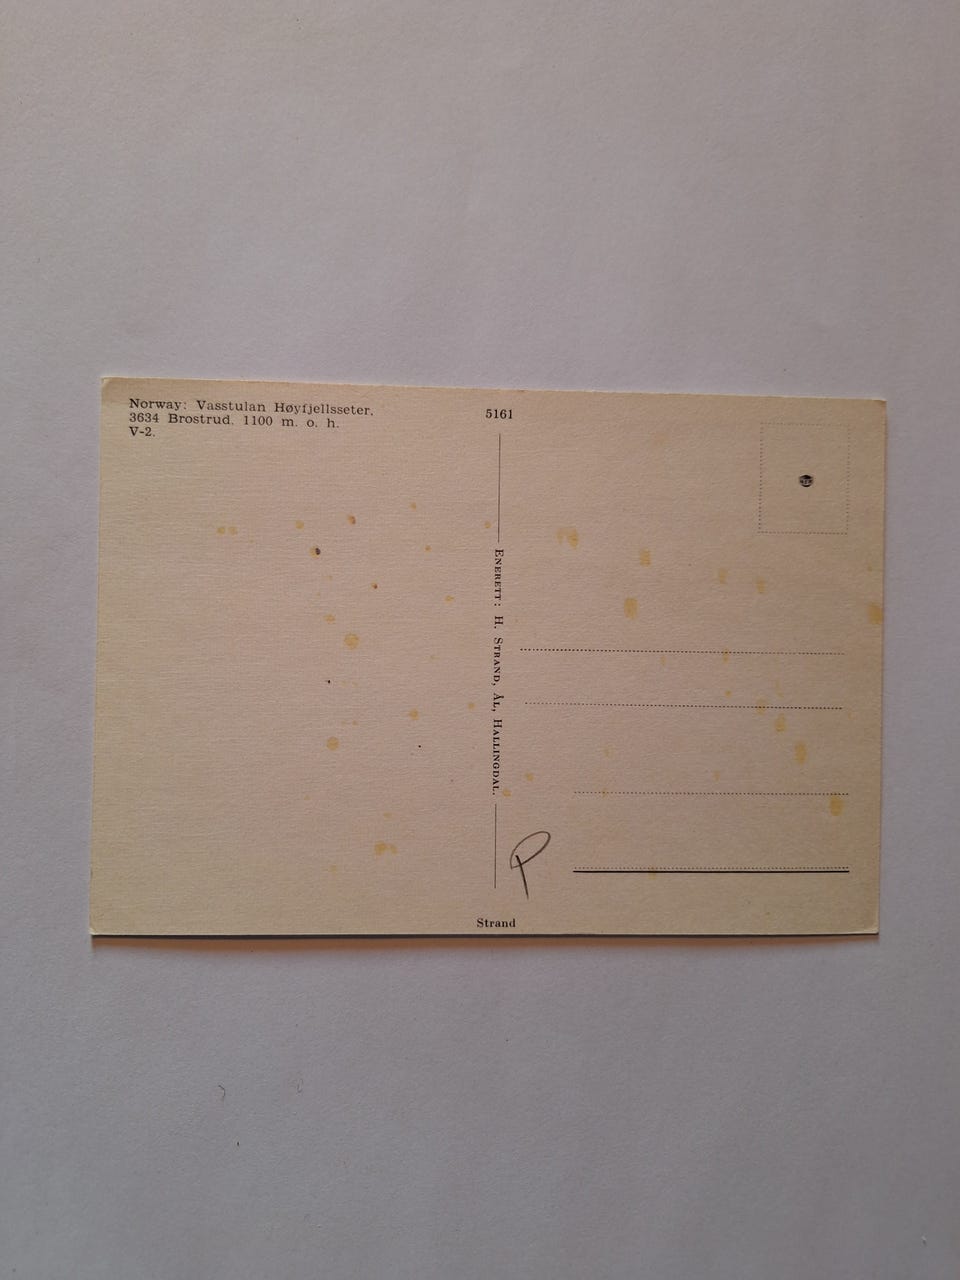 Norway: Vasstulan Høyfjellsseter,
3634 Brostrud. 1100 m. o. h.
V-2.
5161
ENERETT: H. STRAND, ÅL, HALLINGDAL.
P
Strand